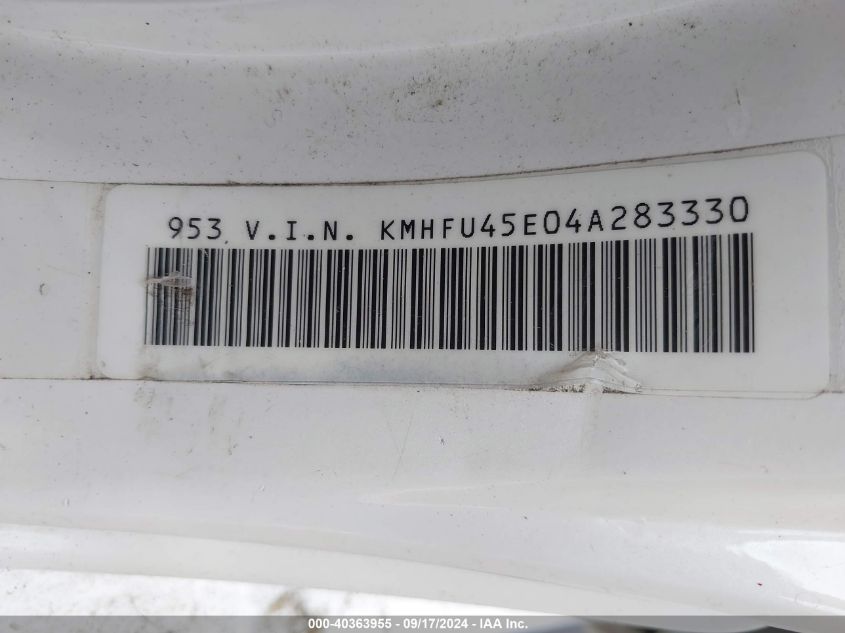 953 V.I.N. KMHFU45E04A283330
000-40363955 - 09/17/2024 - IAA Inc.